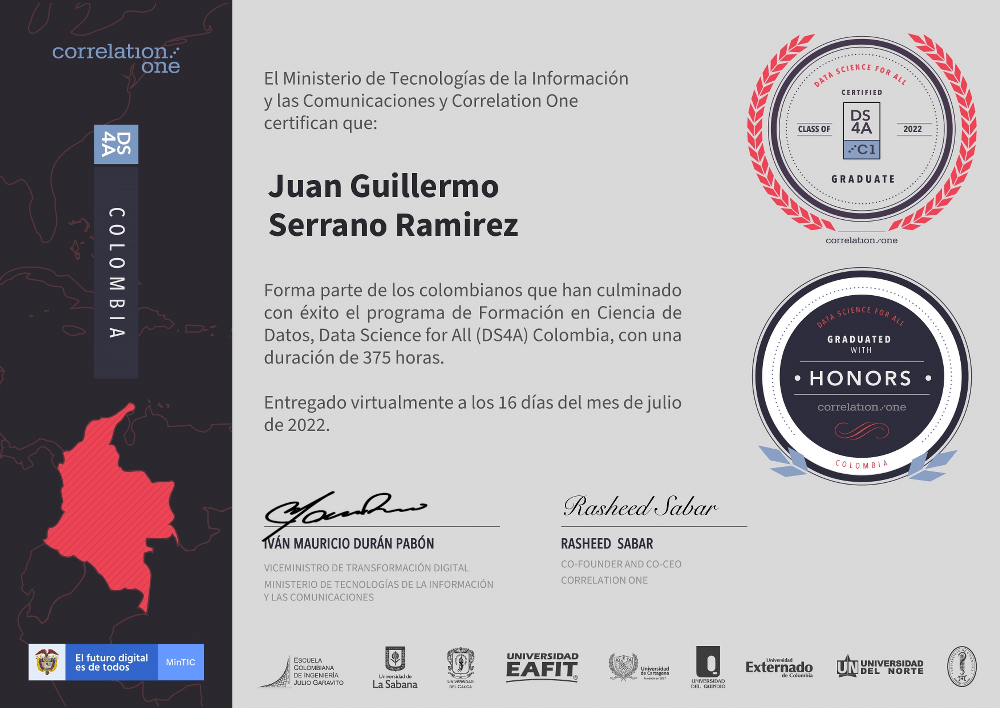 correlation
one
DS
4A
COLOMBIA
El Ministerio de Tecnologías de la Información
y las Comunicaciones y Correlation One
certifican que:
Juan Guillermo
Serrano Ramirez
Forma parte de los colombianos que han culminado
con éxito el programa de Formación en Ciencia de
Datos, Data Science for All (DS4A) Colombia, con una
duración de 375 horas.
Entregado virtualmente a los 16 días del mes de julio
de 2022.
DATA SCIENCE FOR ALL
CERTIFIED
CLASS OF
DS
4A
C1
2022
GRADUATE
correlation one
DATA SCIENCE FOR ALL
GRADUATED
WITH
• HONORS •
correlation one
COLOMBIA
Rasheed Sabar
IVÁN MAURICIO DURÁN PABÓN
VICEMINISTRO DE TRANSFORMACIÓN DIGITAL
MINISTERIO DE TECNOLOGÍAS DE LA INFORMACIÓN
Y LAS COMUNICACIONES
RASHEED SABAR
CO-FOUNDER AND CO-CEO
CORRELATION ONE
El futuro digital
es de todos
MinTIC
ESCUELA
COLOMBIANA
DE INGENIERÍA
JULIO GARAVITO
Universidad de
La Sabana
UNIVERSIDAD
DEL CAUCA
UNIVERSIDAD
EAFIT
Universidad
de Cartagena
UNIVERSIDAD
DEL QUINDÍO
Universidad
Externado
de Colombia
UN UNIVERSIDAD
DEL NORTE